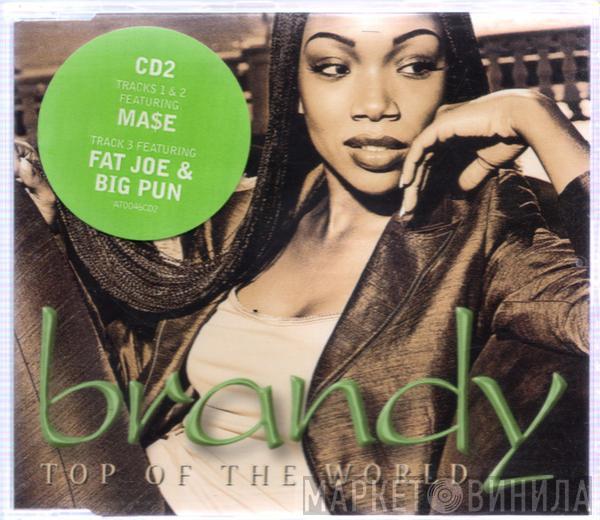 CD2
TRACKS 1 & 2
FEATURING
MA$E
TRACK 3 FEATURING
FAT JOE &
BIG PUN
AT0046CD2
brandy
TOP OF THE WORLD
МАРКЕТ ВИНИЛА